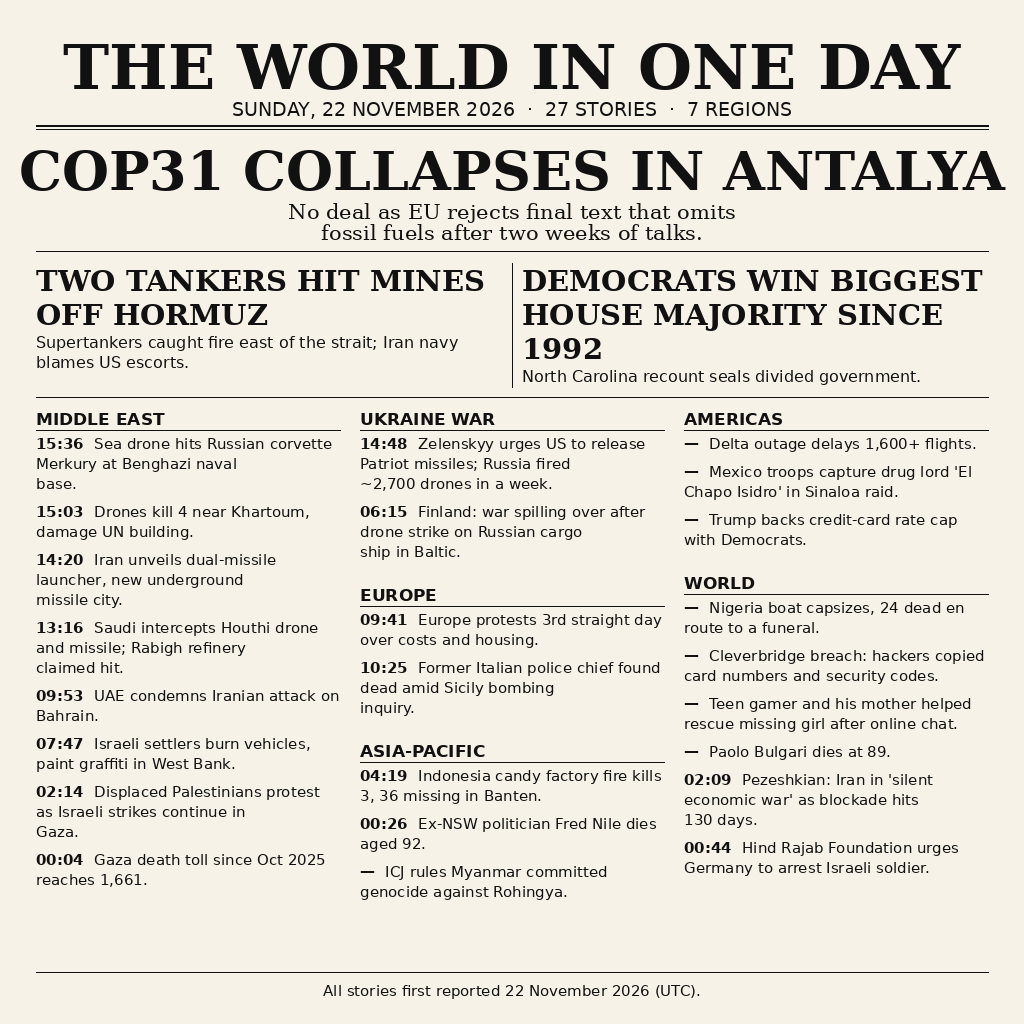 THE WORLD IN ONE DAY
SUNDAY, 22 NOVEMBER 2026 · 27 STORIES · 7 REGIONS
COP31 COLLAPSES IN ANTALYA
No deal as EU rejects final text that omits
fossil fuels after two weeks of talks.
TWO TANKERS HIT MINES
OFF HORMUZ
Supertankers caught fire east of the strait; Iran navy
blames US escorts.
DEMOCRATS WIN BIGGEST
HOUSE MAJORITY SINCE
1992
North Carolina recount seals divided government.
MIDDLE EAST
15:36 Sea drone hits Russian corvette
Merkury at Benghazi naval
base.
15:03 Drones kill 4 near Khartoum,
damage UN building.
14:20 Iran unveils dual-missile
launcher, new underground
missile city.
13:16 Saudi intercepts Houthi drone
and missile; Rabigh refinery
claimed hit.
09:53 UAE condemns Iranian attack on
Bahrain.
07:47 Israeli settlers burn vehicles,
paint graffiti in West Bank.
02:14 Displaced Palestinians protest
as Israeli strikes continue in
Gaza.
00:04 Gaza death toll since Oct 2025
reaches 1,661.
UKRAINE WAR
14:48 Zelenskyy urges US to release
Patriot missiles; Russia fired
~2,700 drones in a week.
06:15 Finland: war spilling over after
drone strike on Russian cargo
ship in Baltic.
EUROPE
09:41 Europe protests 3rd straight day
over costs and housing.
10:25 Former Italian police chief found
dead amid Sicily bombing
inquiry.
ASIA-PACIFIC
04:19 Indonesia candy factory fire kills
3, 36 missing in Banten.
00:26 Ex-NSW politician Fred Nile dies
aged 92.
— ICJ rules Myanmar committed
genocide against Rohingya.
AMERICAS
— Delta outage delays 1,600+ flights.
— Mexico troops capture drug lord 'El
Chapo Isidro' in Sinaloa raid.
— Trump backs credit-card rate cap
with Democrats.
WORLD
— Nigeria boat capsizes, 24 dead en
route to a funeral.
— Cleverbridge breach: hackers copied
card numbers and security codes.
— Teen gamer and his mother helped
rescue missing girl after online chat.
— Paolo Bulgari dies at 89.
02:09 Pezeshkian: Iran in 'silent
economic war' as blockade hits
130 days.
00:44 Hind Rajab Foundation urges
Germany to arrest Israeli soldier.
All stories first reported 22 November 2026 (UTC).